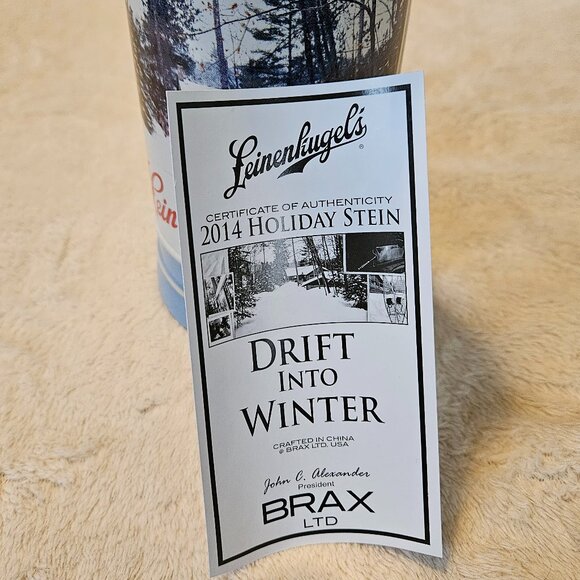 Lein
Leinenkugel's®
CERTIFICATE OF AUTHENTICITY
2014 HOLIDAY STEIN
DRIFT
INTO
WINTER
CRAFTED IN CHINA
© BRAX LTD. USA
John C. Alexander
President
BRAX
LTD